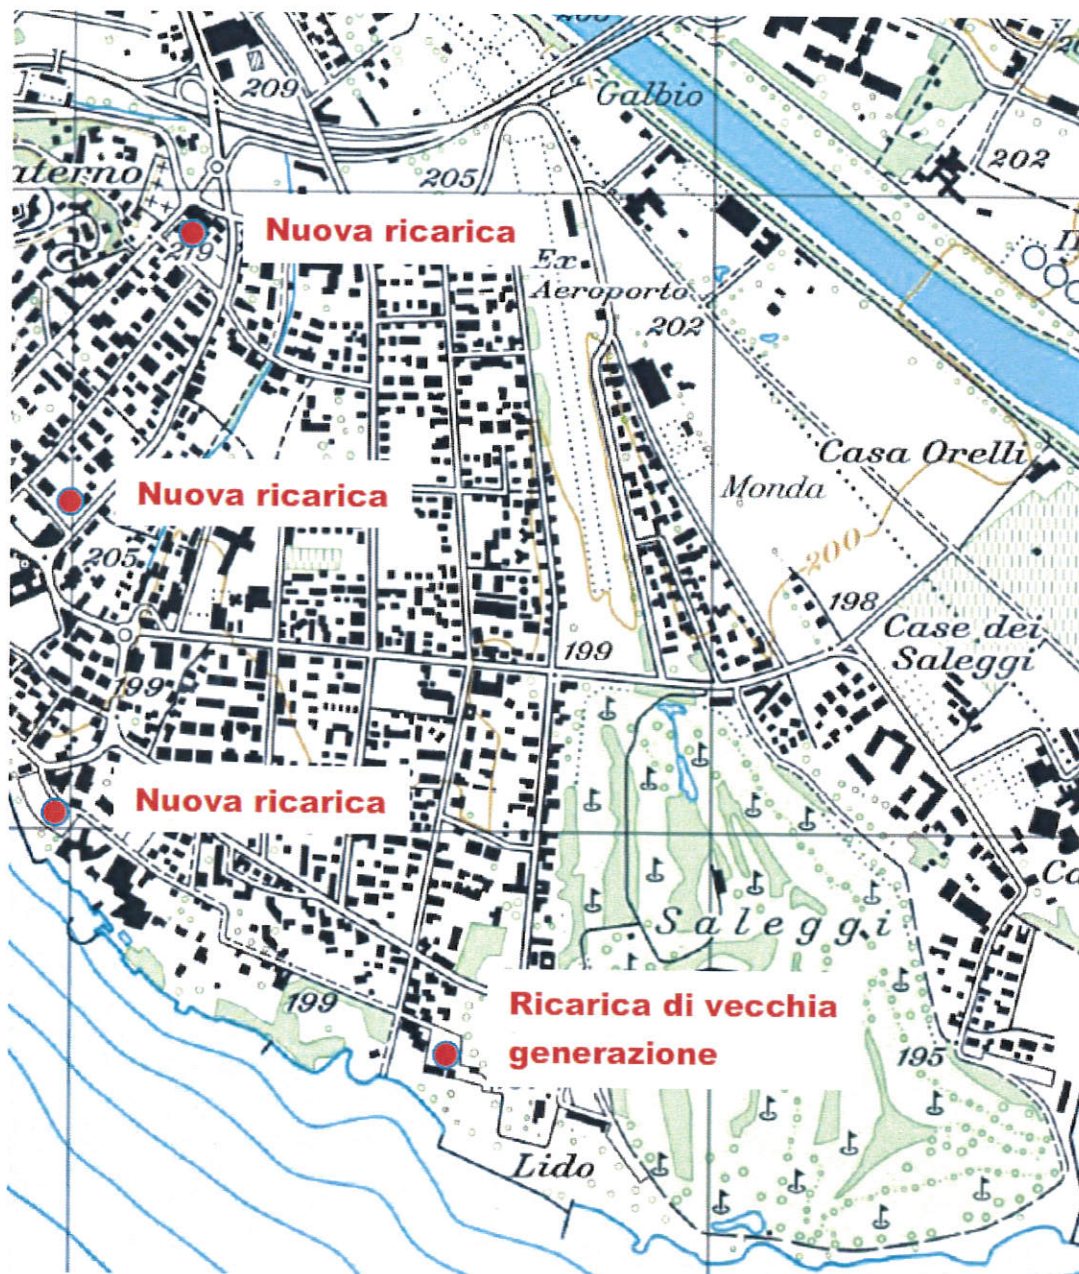 Galbio
209
202
aterno
205
Nuova ricarica
219
Ex
Aeroporto
202
Casa Orelli
Nuova ricarica
Monda
200
205
198
Case dei
Saleggi
199
199
Nuova ricarica
Ca
Saleggi
199
Ricarica di vecchia
generazione
195
Lido